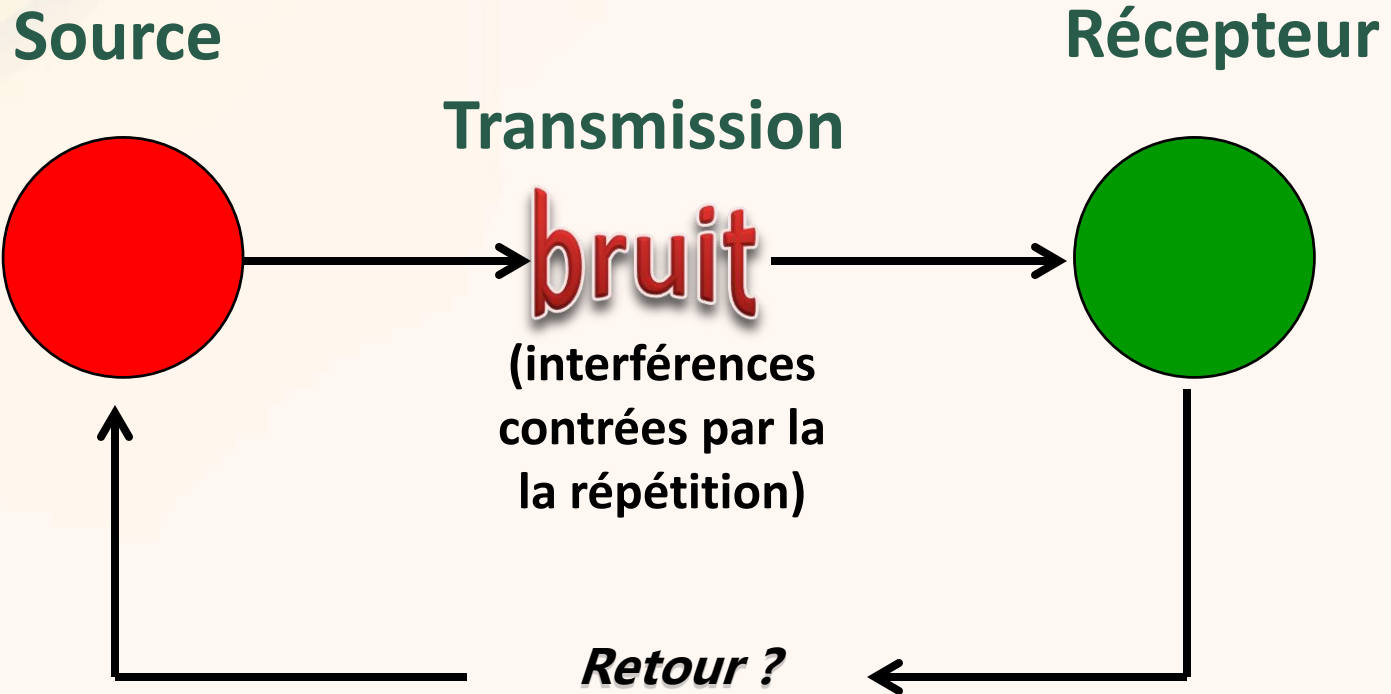 Source
Récepteur
Transmission
bruit
(interférences
contrées par la
la répétition)
Retour ?